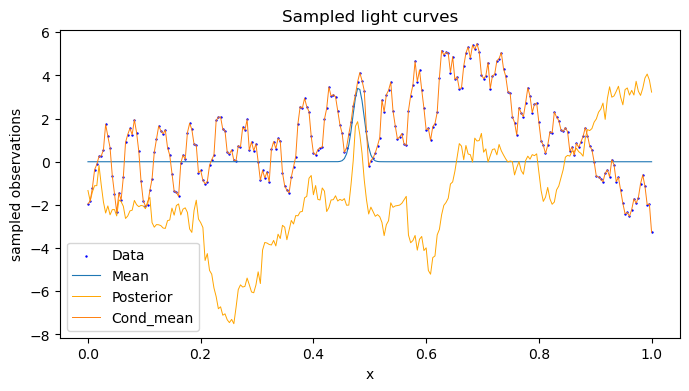 Sampled light curves
sampled observations
6
4
2
0
−2
−4
−6
−8
Data
Mean
Posterior
Cond_mean
0.0 0.2 0.4 0.6 0.8 1.0
x